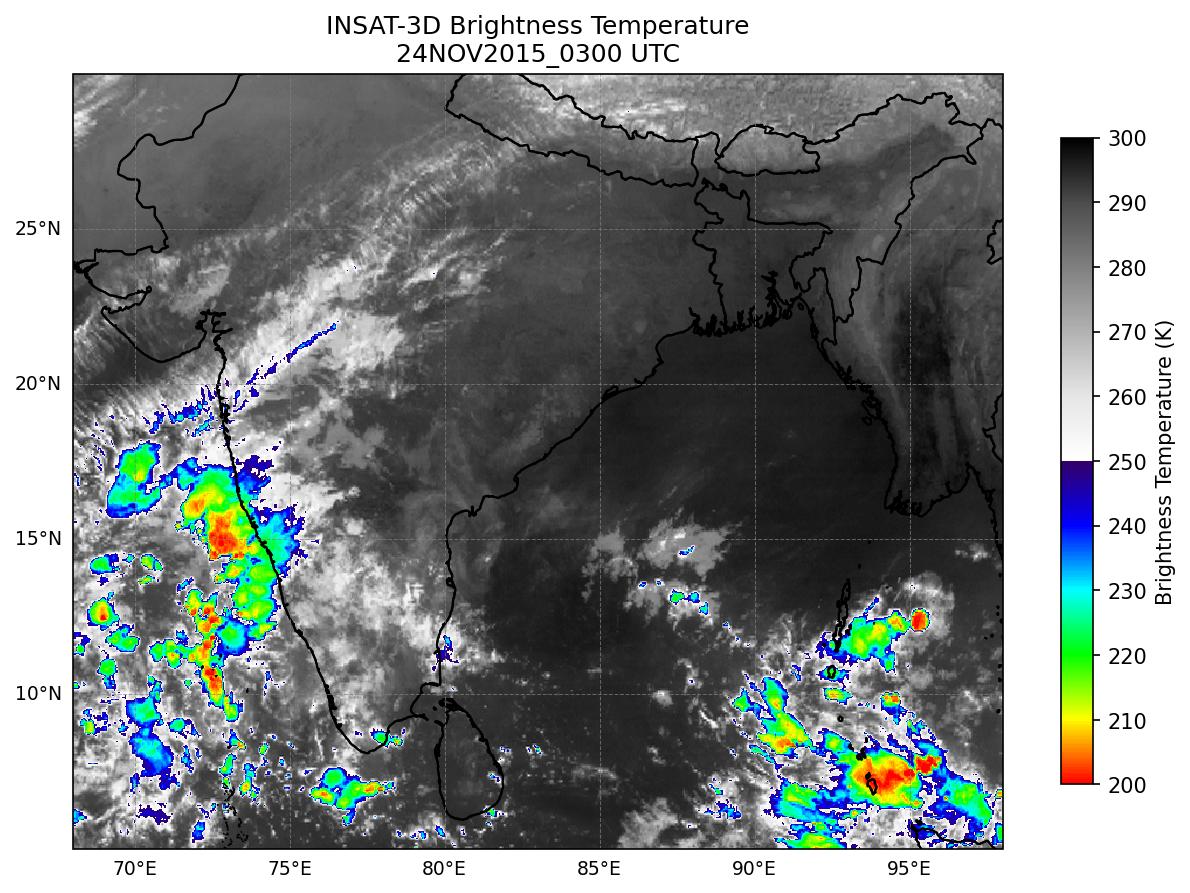 INSAT-3D Brightness Temperature
24NOV2015_0300 UTC
25°N
20°N
15°N
10°N
70°E
75°E
80°E
85°E
90°E
95°E
300
290
280
270
260
250
240
230
220
210
200
Brightness Temperature (K)